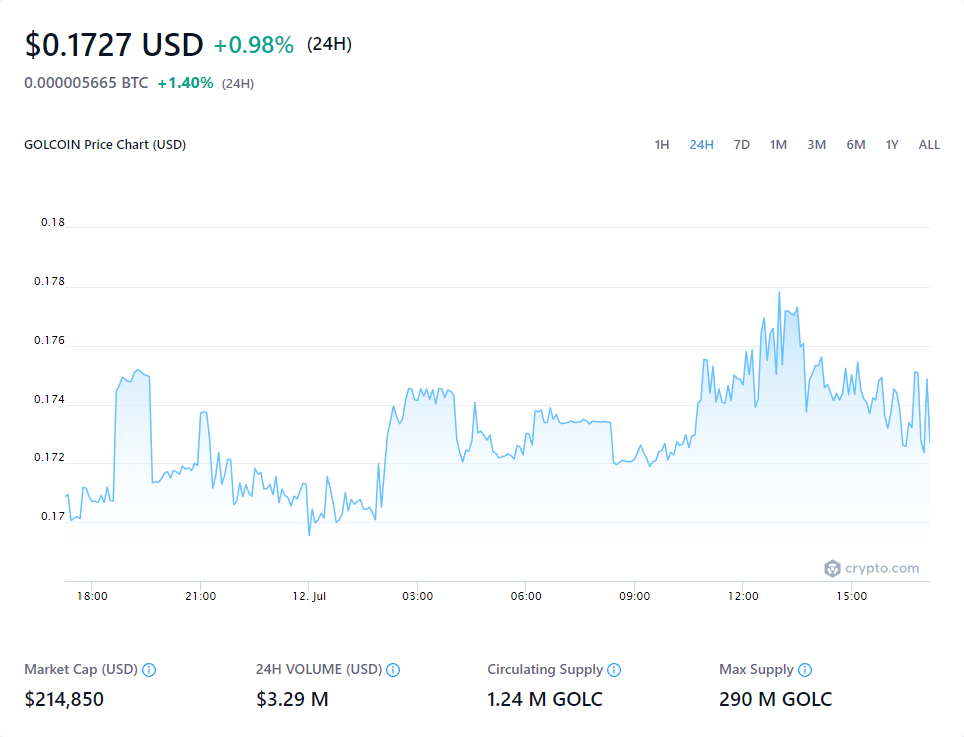 $0.1727 USD +0.98% (24H)
0.000005665 BTC +1.40% (24H)
GOLCOIN Price Chart (USD) 1H 24H 7D 1M 3M 6M 1Y ALL
0.18
0.178
0.176
0.174
0.172
0.17
crypto.com
18:00 21:00 12. Jul 03:00 06:00 09:00 12:00 15:00
Market Cap (USD) 24H VOLUME (USD) Circulating Supply Max Supply
$214,850 $3.29 M 1.24 M GOLC 290 M GOLC